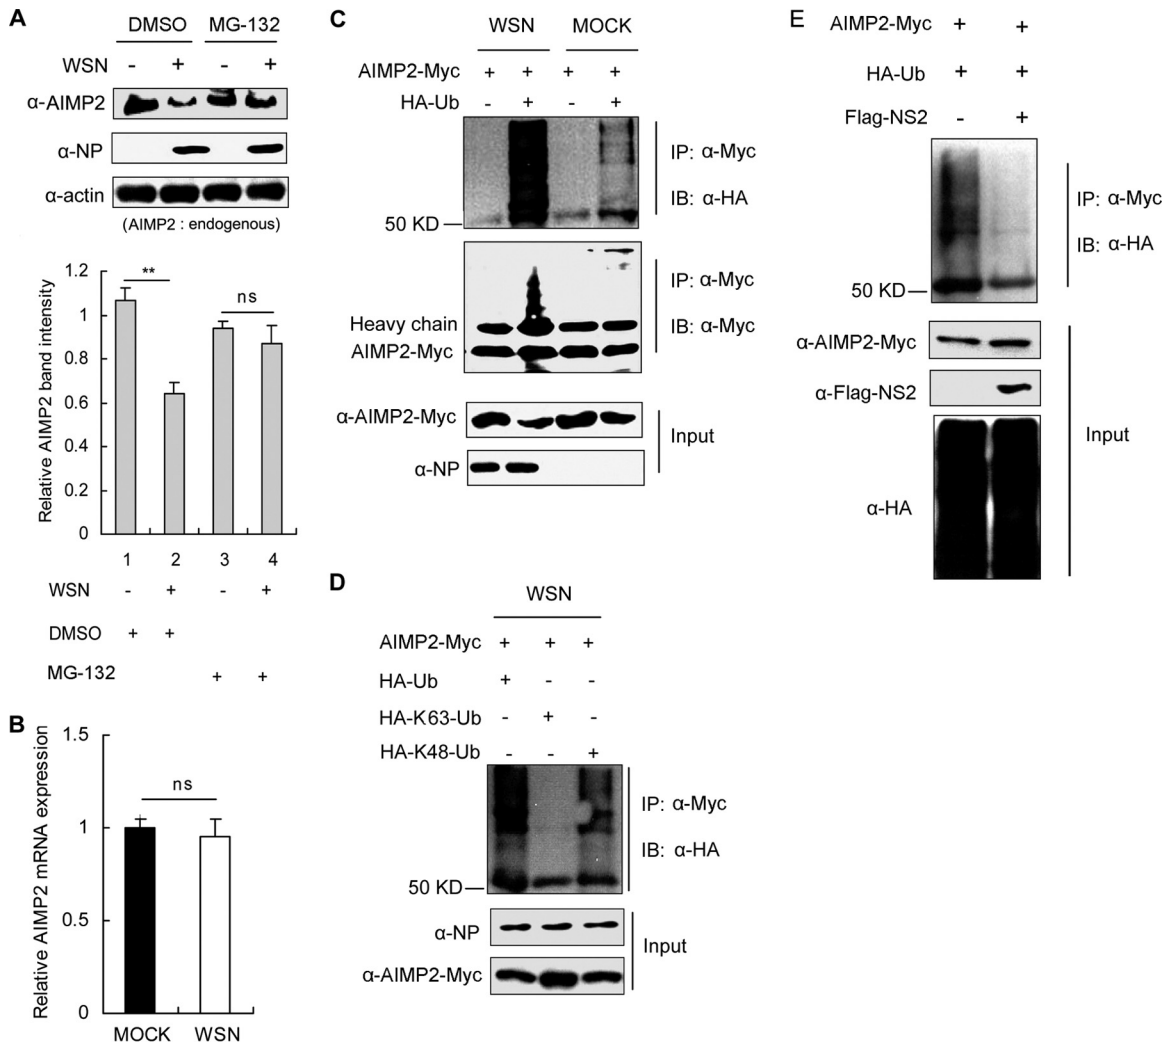 A
DMSO MG-132
WSN - + - +
α-AIMP2
α-NP
α-actin
(AIMP2 : endogenous)
Relative AIMP2 band intensity
1.2
1
0.8
0.6
0.4
0.2
0
**
ns
1 2 3 4
WSN - + - +
DMSO + +
MG-132 + +
B
Relative AIMP2 mRNA expression
1.5
1
0.5
0
ns
MOCK WSN
C
WSN MOCK
AIMP2-Myc + + + +
HA-Ub - + - +
50 KD
IP: α-Myc
IB: α-HA
Heavy chain
AIMP2-Myc
IP: α-Myc
IB: α-Myc
α-AIMP2-Myc
α-NP
Input
D
WSN
AIMP2-Myc + + +
HA-Ub + - -
HA-K63-Ub - + -
HA-K48-Ub - - +
50 KD
IP: α-Myc
IB: α-HA
α-NP
α-AIMP2-Myc
Input
E
AIMP2-Myc + +
HA-Ub + +
Flag-NS2 - +
50 KD
IP: α-Myc
IB: α-HA
α-AIMP2-Myc
α-Flag-NS2
α-HA
Input